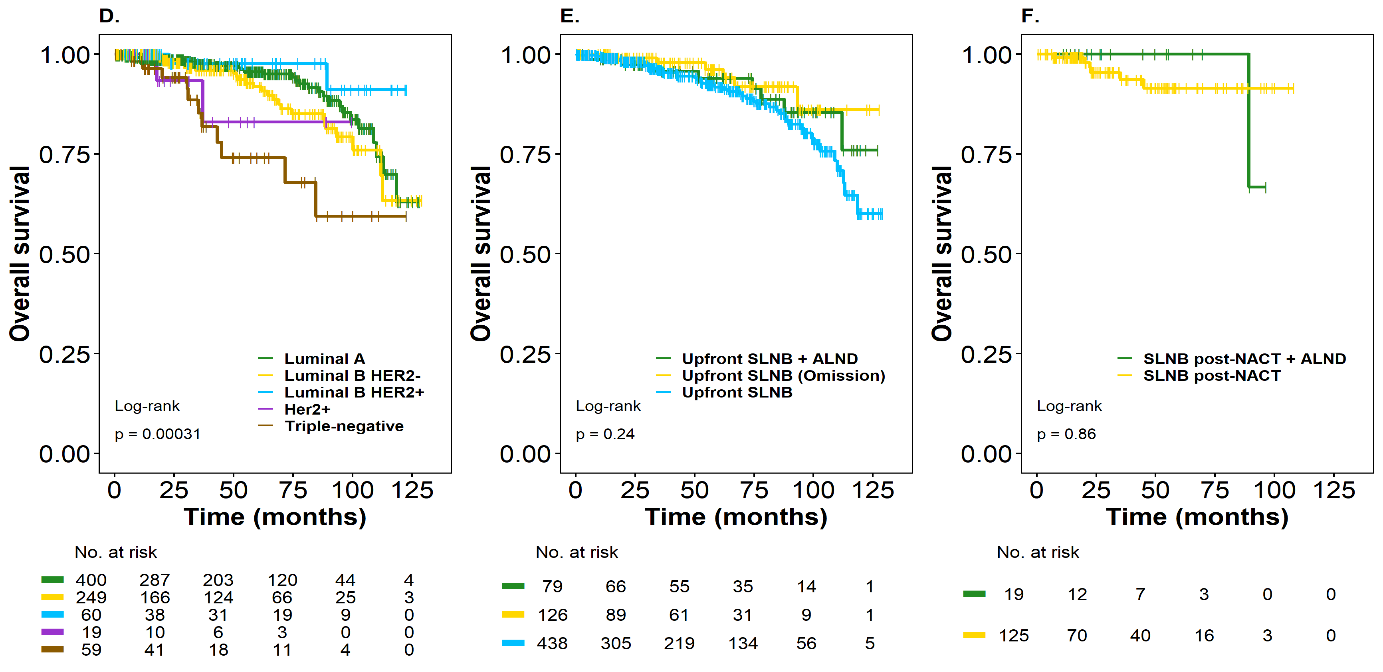 D.
1.00
0.75
0.50
0.25
0.00
Overall survival
Luminal A
Luminal B HER2-
Luminal B HER2+
Her2+
Triple-negative
Log-rank
p = 0.00031
0 25 50 75 100 125
Time (months)
No. at risk
400 287 203 120 44 4
249 166 124 66 25 3
60 38 31 19 9 0
19 10 6 3 0 0
59 41 18 11 4 0
E.
1.00
0.75
0.50
0.25
0.00
Overall survival
Upfront SLNB + ALND
Upfront SLNB (Omission)
Upfront SLNB
Log-rank
p = 0.24
0 25 50 75 100 125
Time (months)
No. at risk
79 66 55 35 14 1
126 89 61 31 9 1
438 305 219 134 56 5
F.
1.00
0.75
0.50
0.25
0.00
Overall survival
SLNB post-NACT + ALND
SLNB post-NACT
Log-rank
p = 0.86
0 25 50 75 100 125
Time (months)
No. at risk
19 12 7 3 0 0
125 70 40 16 3 0